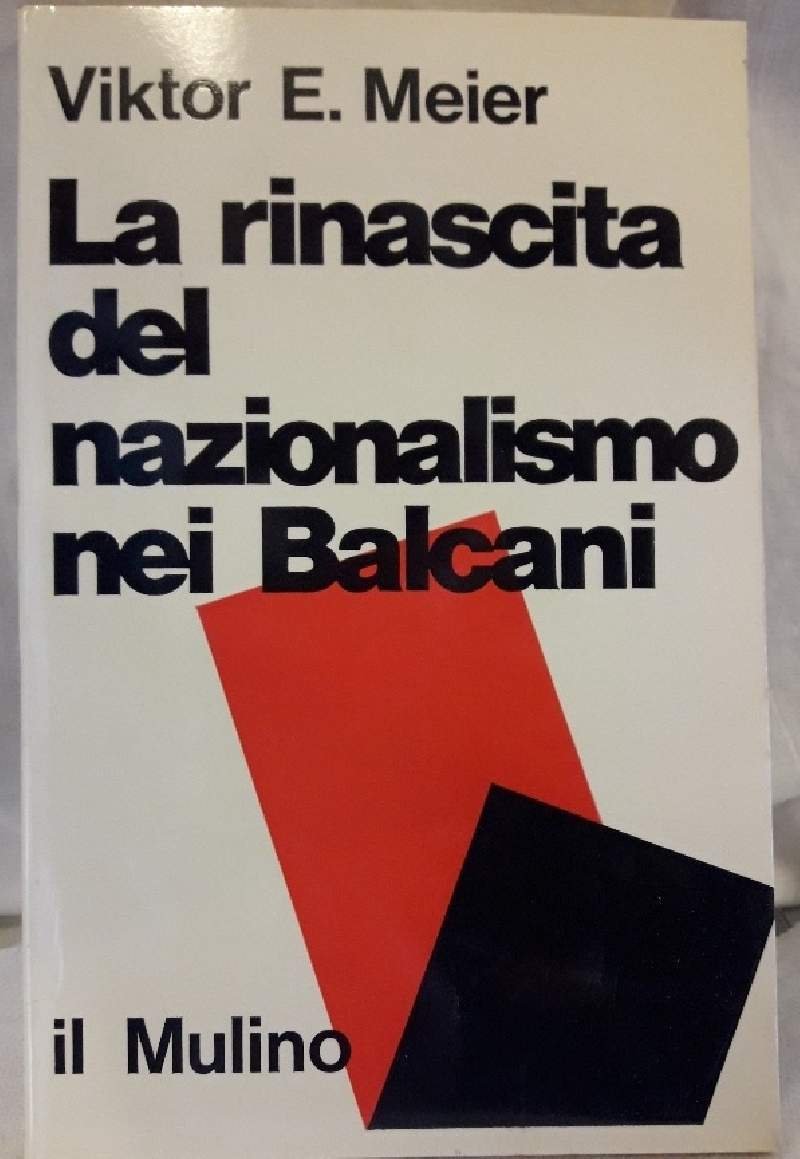 Viktor E. Meier
La rinascita
del
nazionalismo
nei Balcani
il Mulino